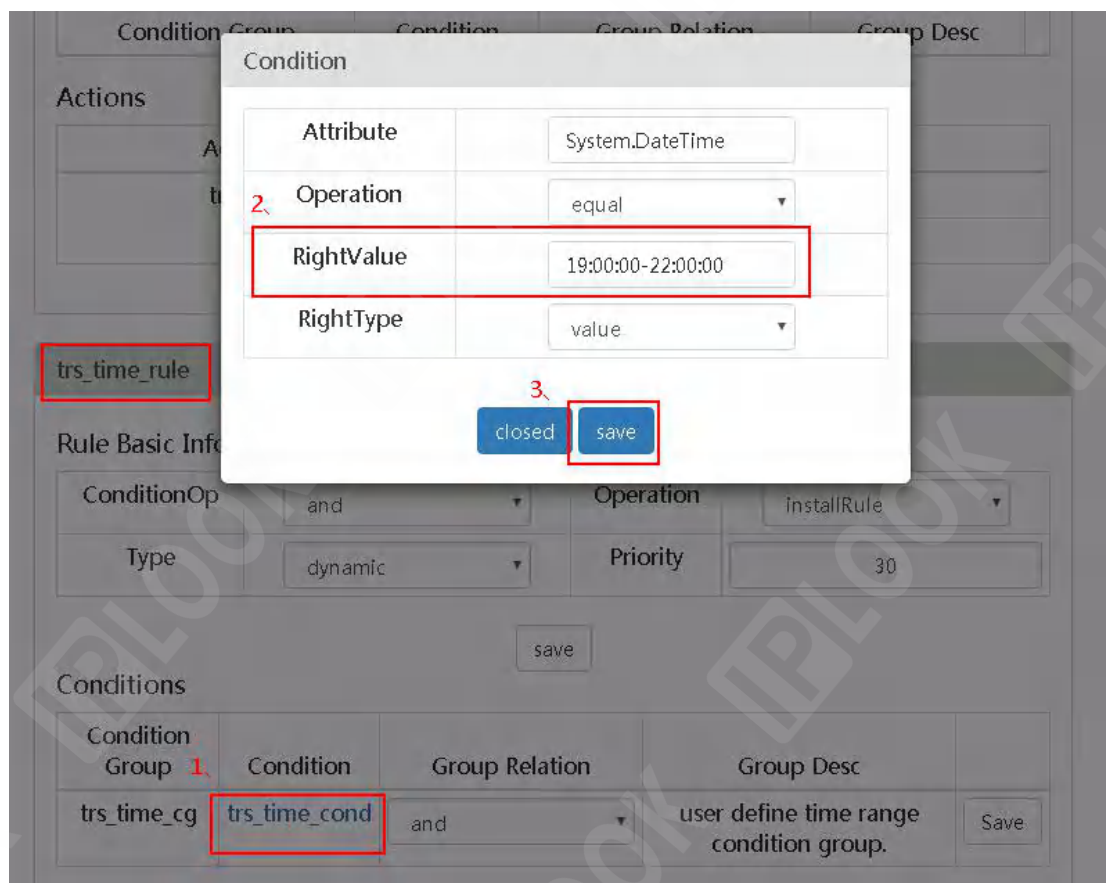 Condition Group Condition Group Relation Group Desc
Condition
Actions
Attribute System.DateTime
A
tr
2、 Operation equal
RightValue 19:00:00-22:00:00
RightType value
trs_time_rule
3、
closed save
Rule Basic Info
ConditionOp and Operation installRule
Type dynamic Priority 30
save
Conditions
Condition
Group 1、 Condition Group Relation Group Desc
trs_time_cg trs_time_cond and user define time range Save
condition group.
IPLOOK
IPLOOK